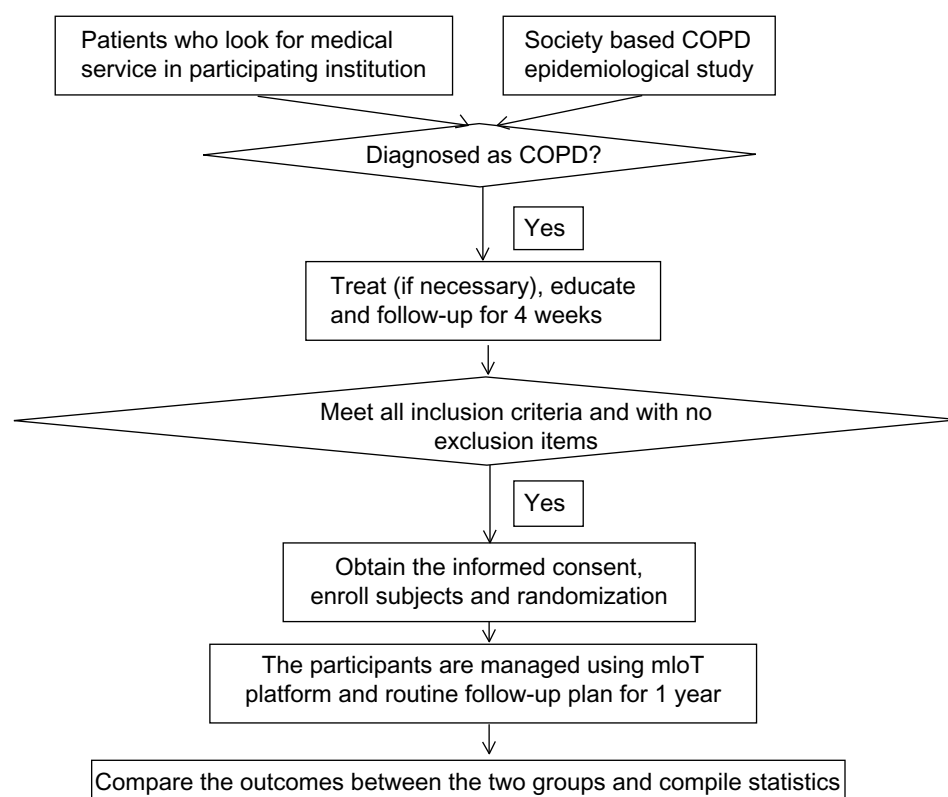 Patients who look for medical
service in participating institution
Society based COPD
epidemiological study
Diagnosed as COPD?
Yes
Treat (if necessary), educate
and follow-up for 4 weeks
Meet all inclusion criteria and with no
exclusion items
Yes
Obtain the informed consent,
enroll subjects and randomization
The participants are managed using mIoT
platform and routine follow-up plan for 1 year
Compare the outcomes between the two groups and compile statistics